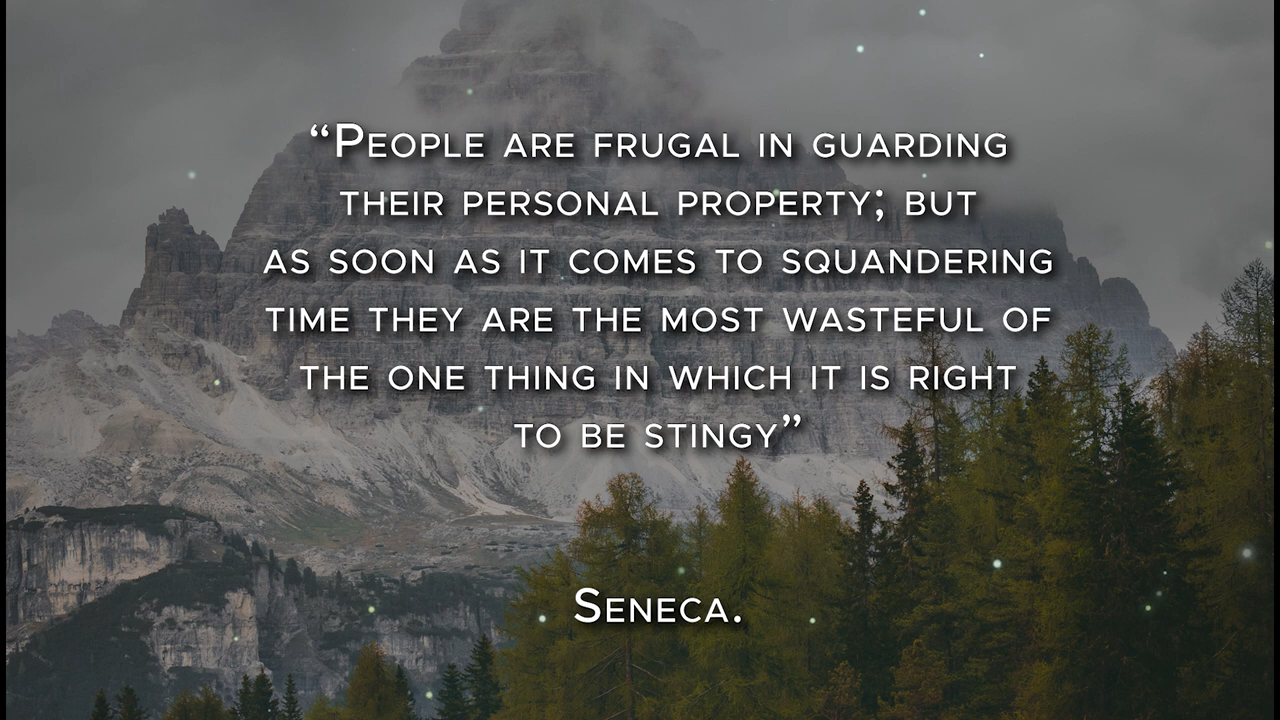 “People are frugal in guarding
their personal property; but
as soon as it comes to squandering
time they are the most wasteful of
the one thing in which it is right
to be stingy”
Seneca.